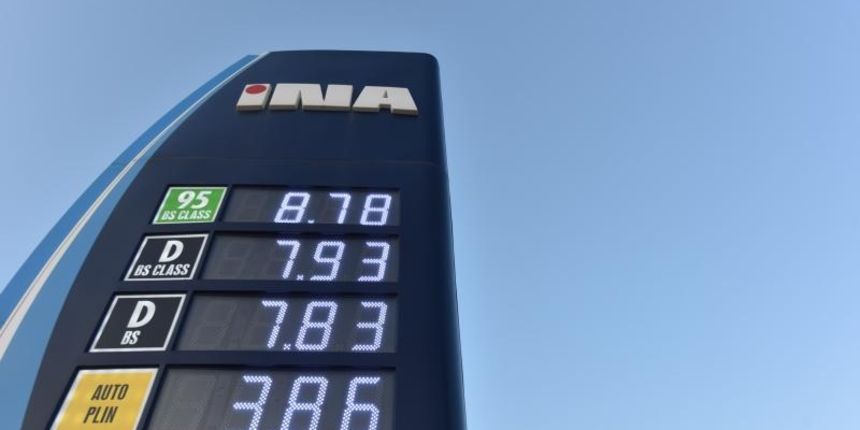 INA
95
BS CLASS
8.78
D
BS CLASS
7.93
D
BS
7.83
AUTO
PLIN
3.86